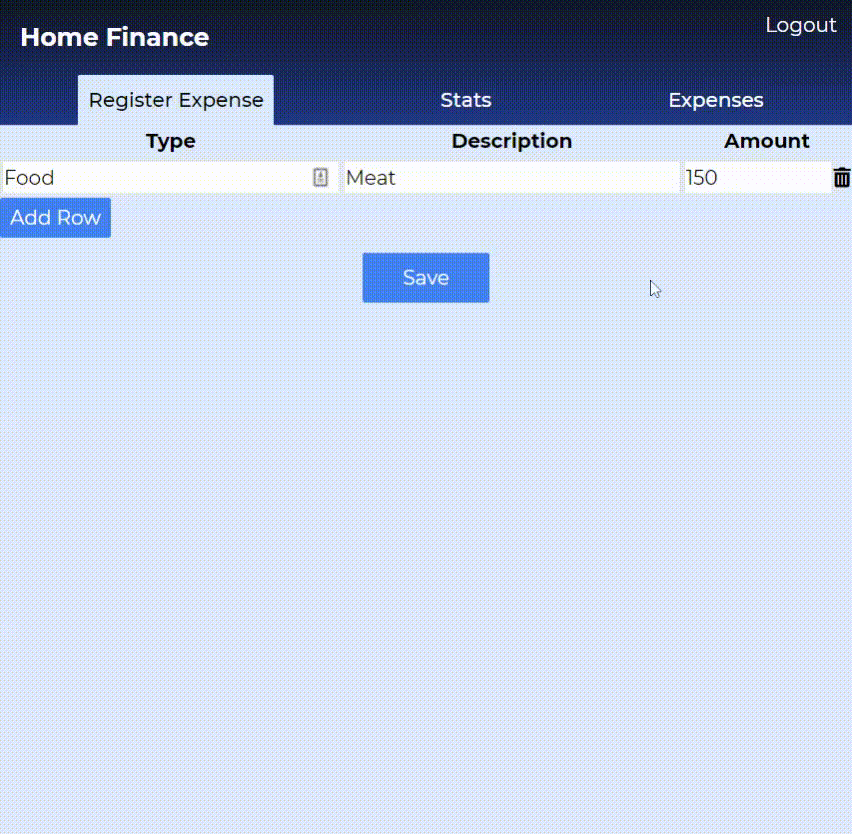 Home Finance
Logout
Register Expense Stats Expenses
Type Description Amount
Food Meat 150
Add Row
Save